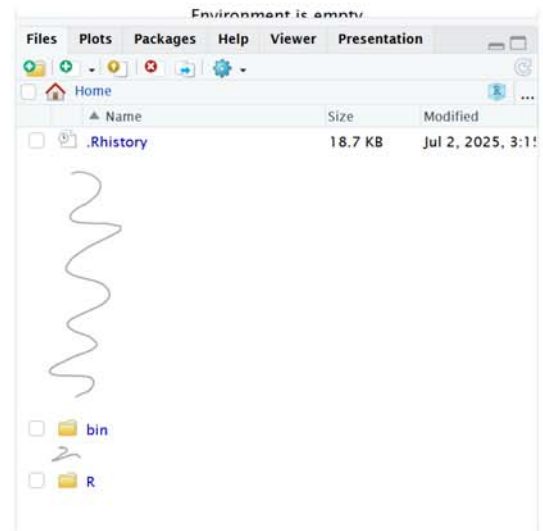 Environment is empty
Files Plots Packages Help Viewer Presentation
Home R ...
Name Size Modified
.Rhistory 18.7 KB Jul 2, 2025, 3:1
bin
R